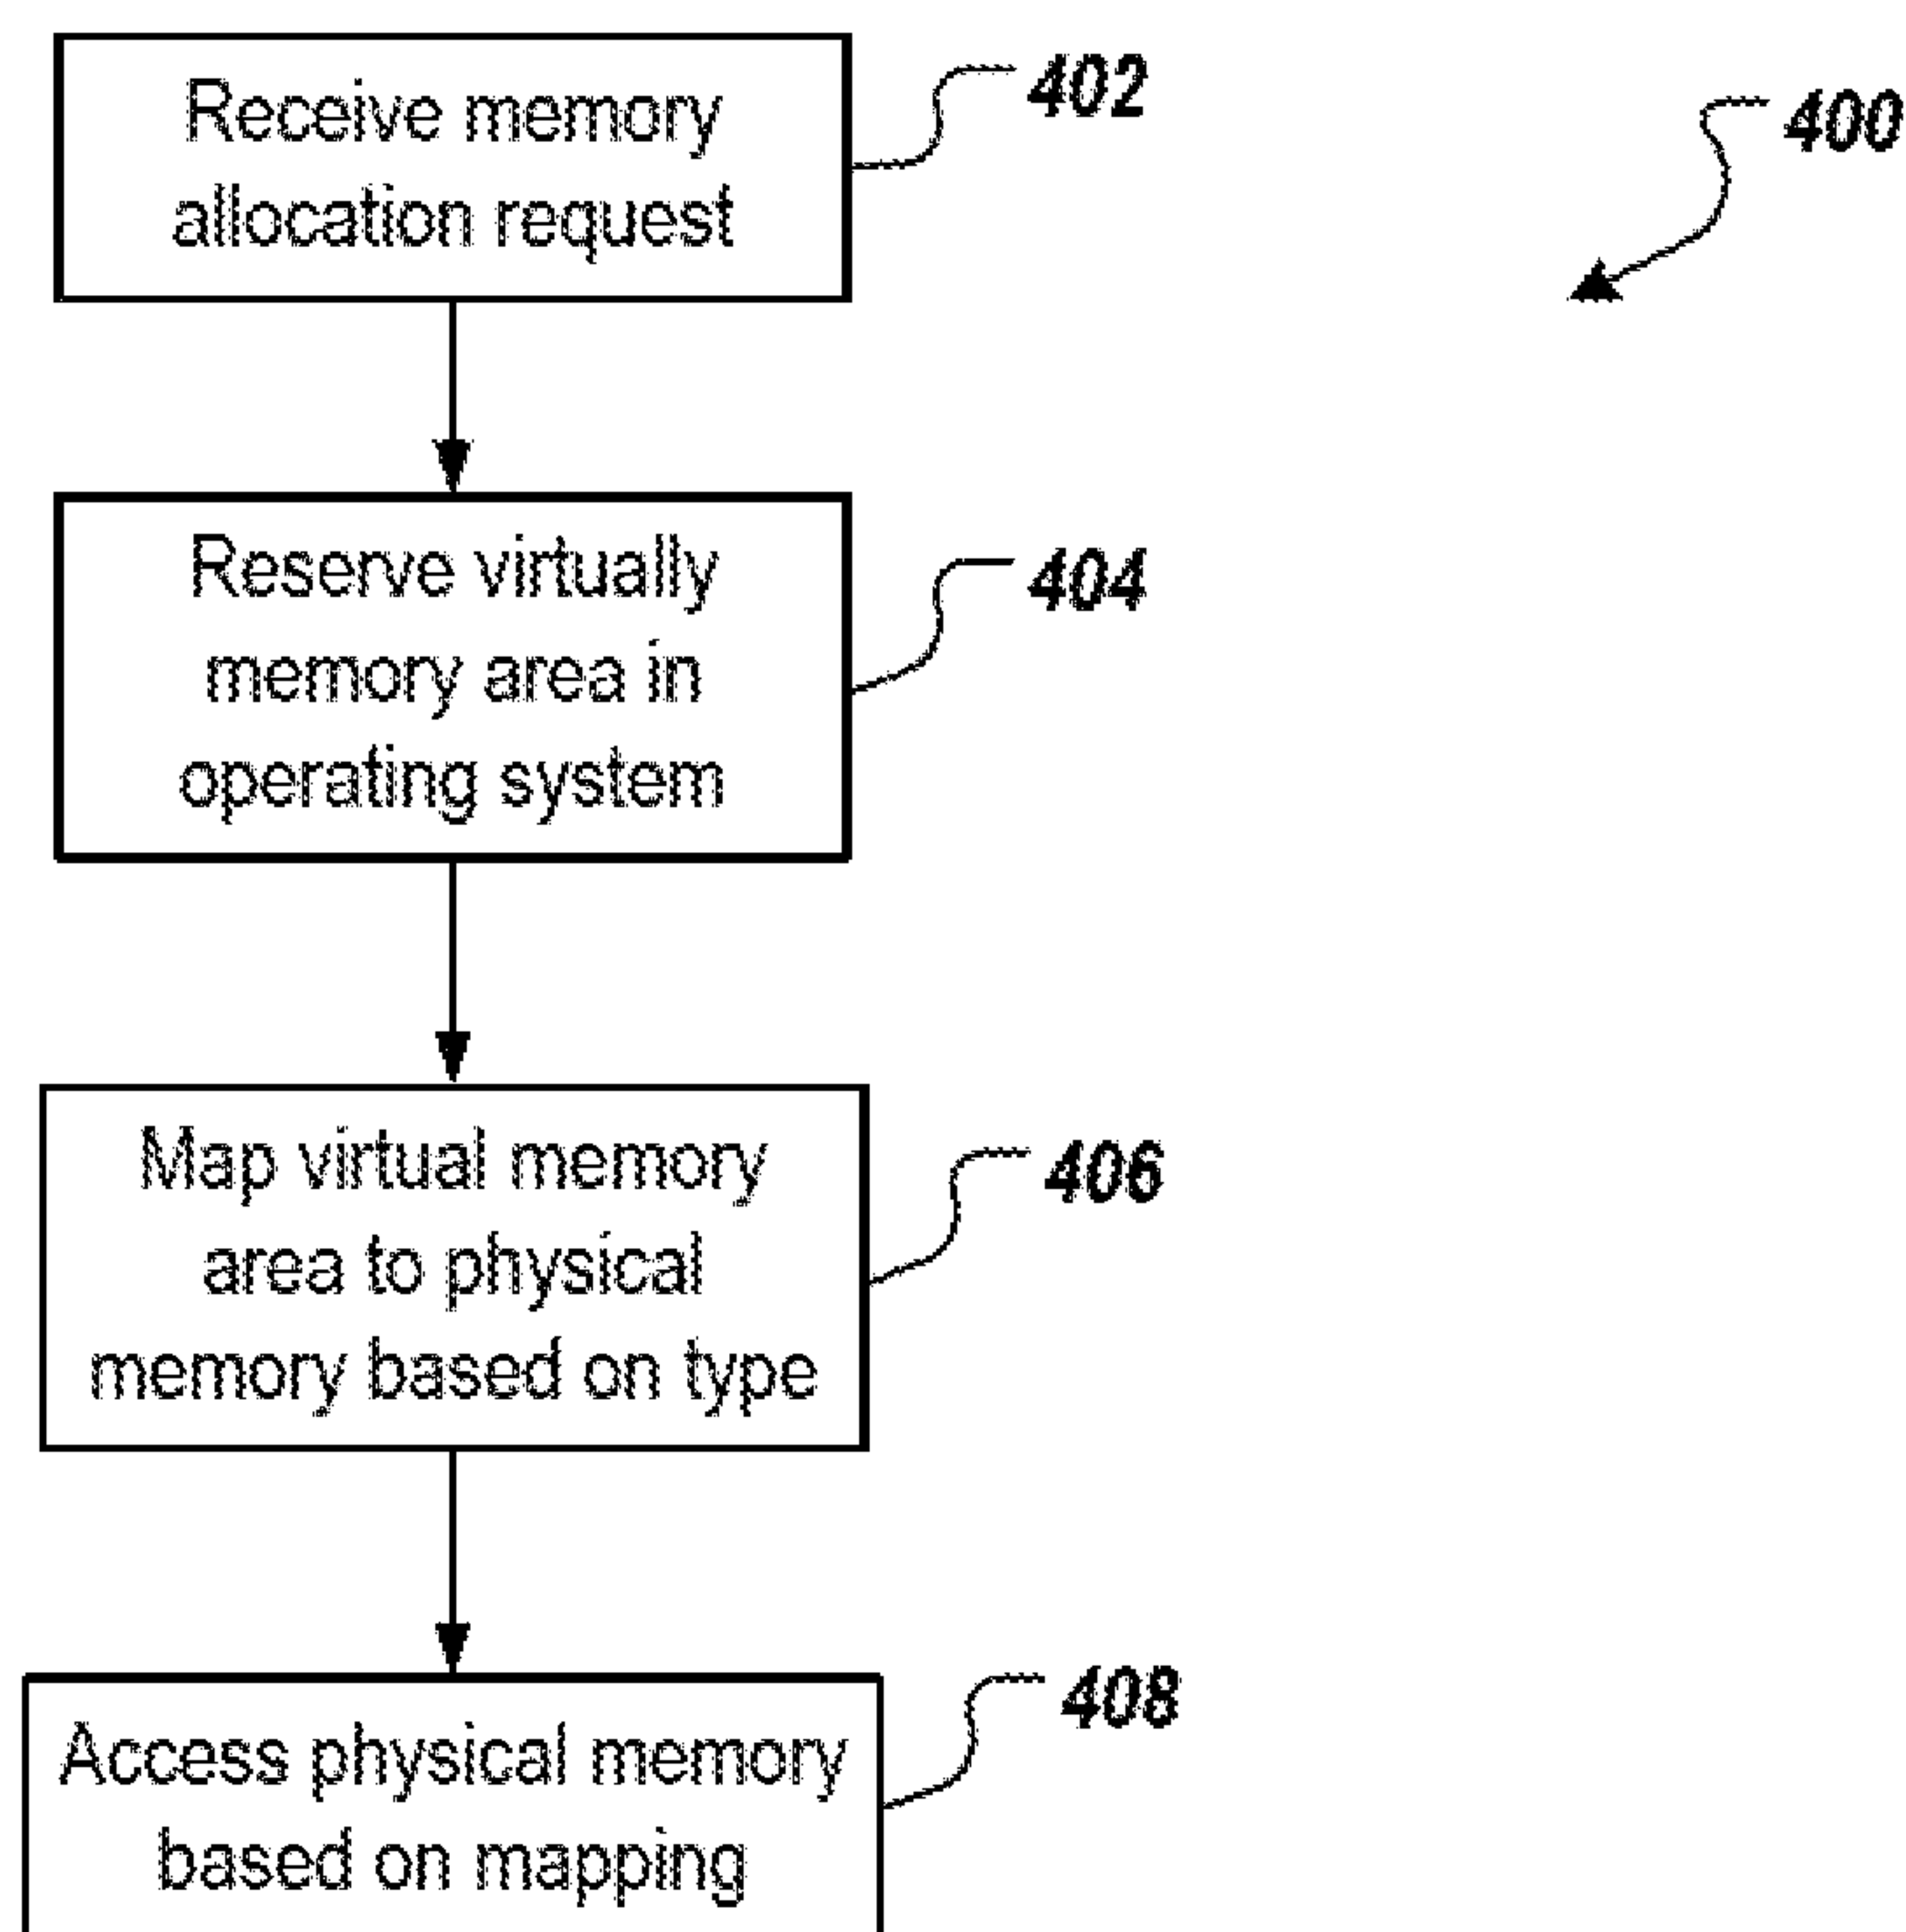 Receive memory
allocation request
402
400
Reserve virtually
memory area in
operating system
404
Map virtual memory
area to physical
memory based on type
406
Access physical memory
based on mapping
408